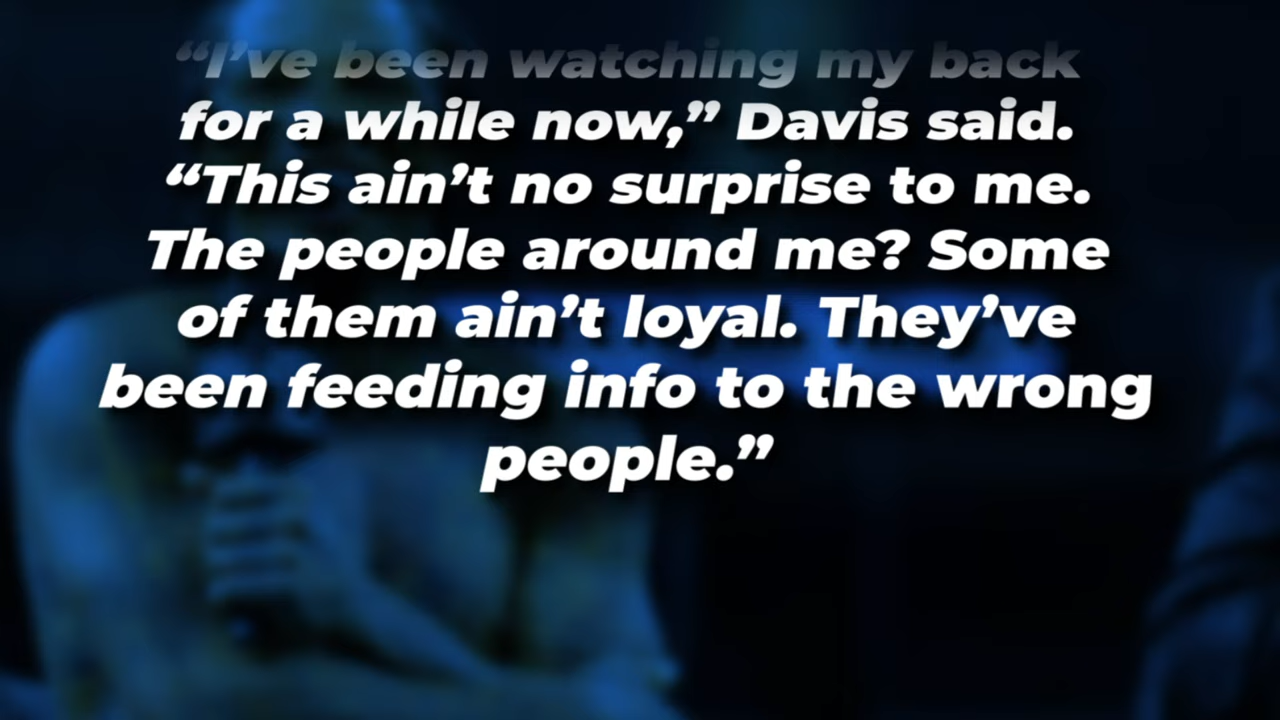 “I’ve been watching my back
for a while now,” Davis said.
“This ain’t no surprise to me.
The people around me? Some
of them ain’t loyal. They’ve
been feeding info to the wrong
people.”